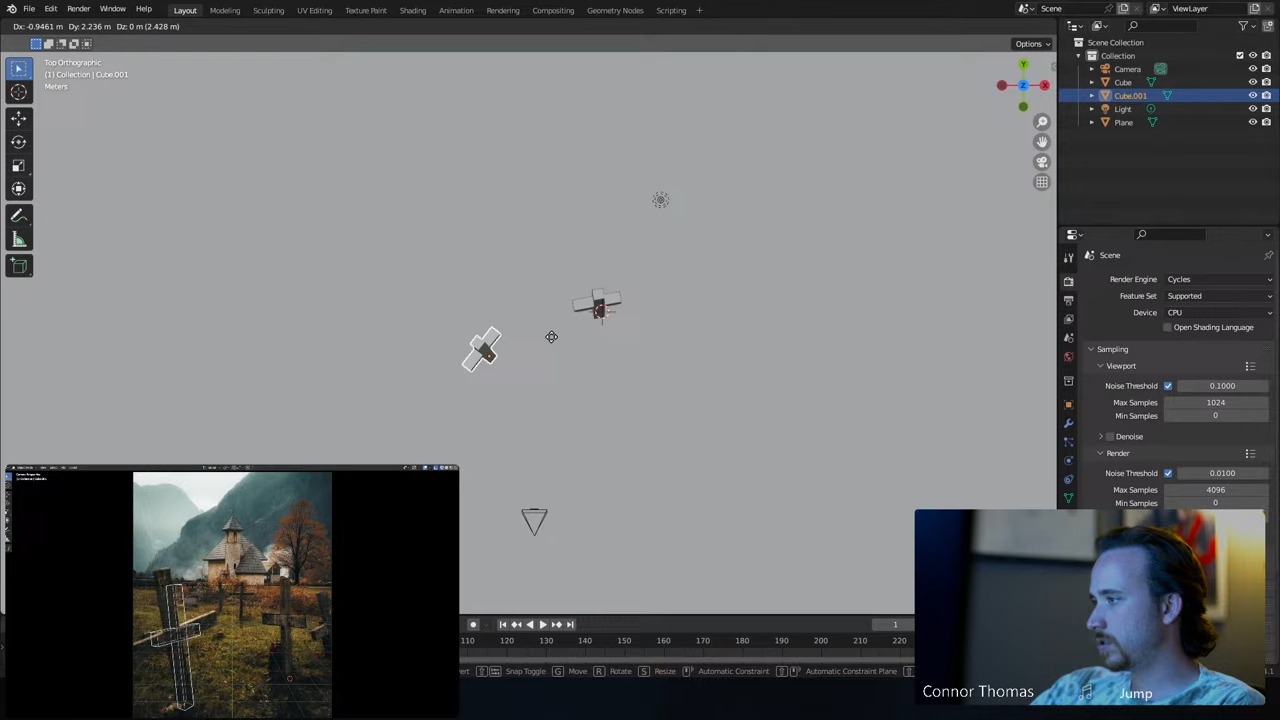 File Edit Render Window Help Layout Modeling Sculpting UV Editing Texture Paint Shading Animation Rendering Compositing Geometry Nodes Scripting + Scene ViewLayer
Dx: -0.9461 m Dy: 2.236 m Dz: 0 m (2.428 m)
Options
Top Orthographic
(1) Collection | Cube.001
Meters
Y
Z
X
Scene Collection
Collection
Camera
Cube
Cube.001
Light
Plane
Scene
Render Engine Cycles
Feature Set Supported
Device CPU
Open Shading Language
Sampling
Viewport
Noise Threshold 0.1000
Max Samples 1024
Min Samples 0
Denoise
Render
Noise Threshold 0.0100
Max Samples 4096
Min Samples 0
1
110 120 130 140 150 160 170 180 190 200 210 220
Snap Toggle G Move R Rotate S Resize Automatic Constraint Automatic Constraint Plane
Connor Thomas Jump